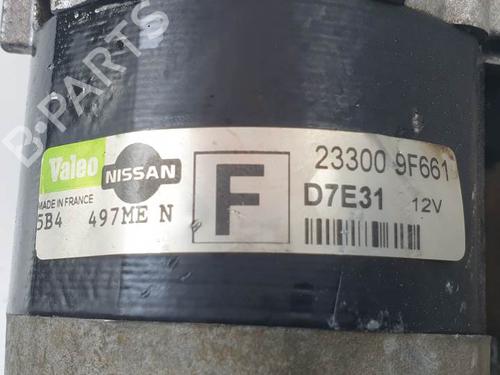 B-PARTS
Valeo
NISSAN
MADE IN FRANCE
5B4 497ME N
F
23300 9F661
D7E31 12V